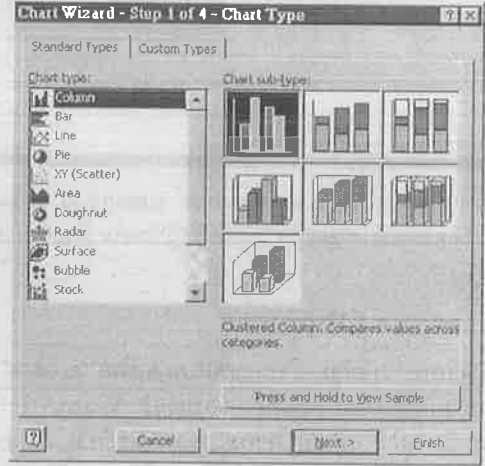 Chart Wizard - Step 1 of 4 - Chart Type
Standard Types
Custom Types
Chart type:
Column
Bar
Line
Pie
XY (Scatter)
Area
Doughnut
Radar
Surface
Bubble
Stock
Chart sub-type:
Clustered Column. Compares values across
categories.
Press and Hold to View Sample
Cancel
Next >
Finish